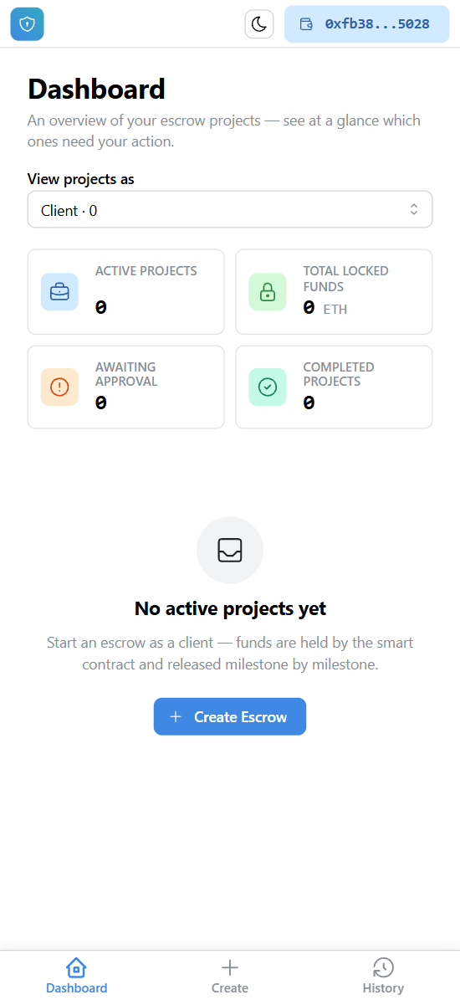 0xfb38...5028
Dashboard
An overview of your escrow projects — see at a glance which
ones need your action.
View projects as
Client · 0
ACTIVE PROJECTS
0
TOTAL LOCKED
FUNDS
0 ETH
AWAITING
APPROVAL
0
COMPLETED
PROJECTS
0
No active projects yet
Start an escrow as a client — funds are held by the smart
contract and released milestone by milestone.
Create Escrow
Dashboard
Create
History